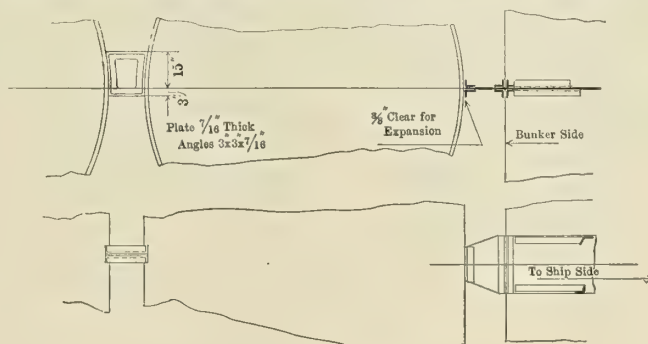 15"
3"
Plate 7/16" Thick
Angles 3"x3"x7/16"
3/8" Clear for
Expansion
Bunker Side
To Ship Side